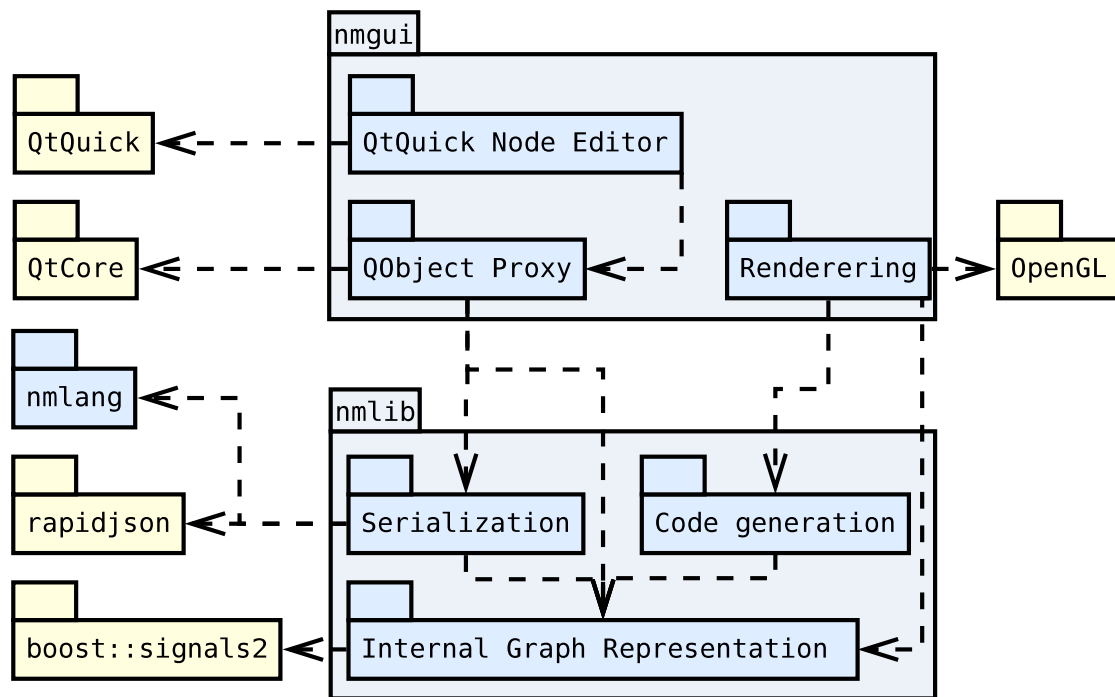 nmgui
QtQuick
QtQuick Node Editor
QtCore
QObject Proxy
Renderering
OpenGL
nmlang
nmlib
rapidjson
Serialization
Code generation
boost::signals2
Internal Graph Representation